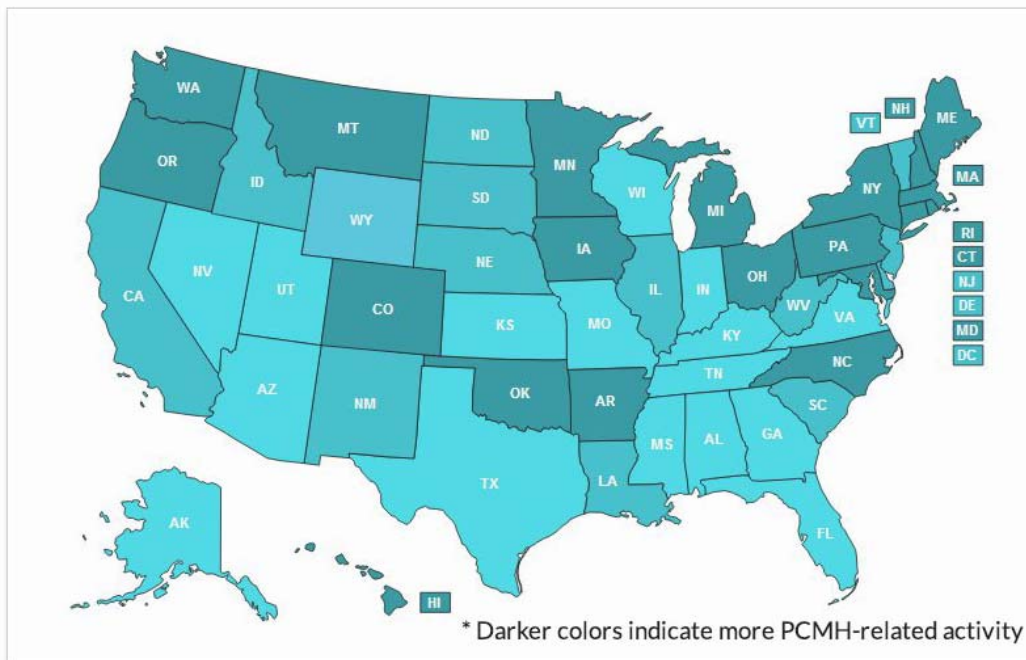 WA
MT
ND
MN
OR
ID
SD
WI
MI
VT
NH
ME
NY
MA
WY
NE
IA
PA
RI
CT
NJ
DE
MD
DC
NV
UT
CO
IL
IN
OH
WV
VA
CA
KS
MO
KY
NC
TN
AZ
NM
OK
AR
SC
MS
AL
GA
TX
LA
AK
FL
HI
* Darker colors indicate more PCMH-related activity